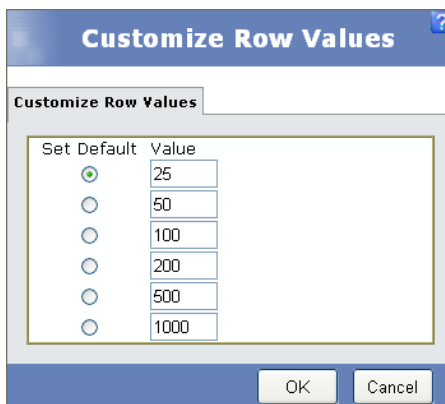 ?
Customize Row Values
Customize Row Values
Set Default Value
25
50
100
200
500
1000
OK Cancel